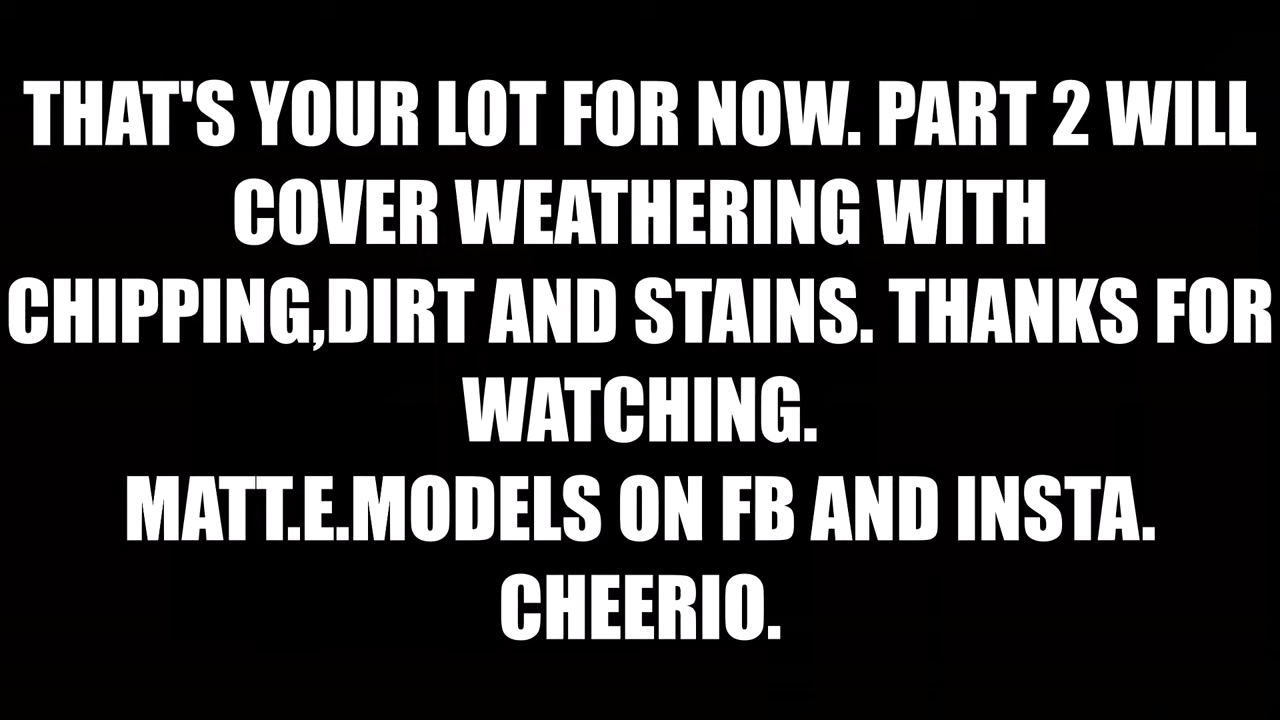 THAT'S YOUR LOT FOR NOW. PART 2 WILL
COVER WEATHERING WITH
CHIPPING,DIRT AND STAINS. THANKS FOR
WATCHING.
MATT.E.MODELS ON FB AND INSTA.
CHEERIO.